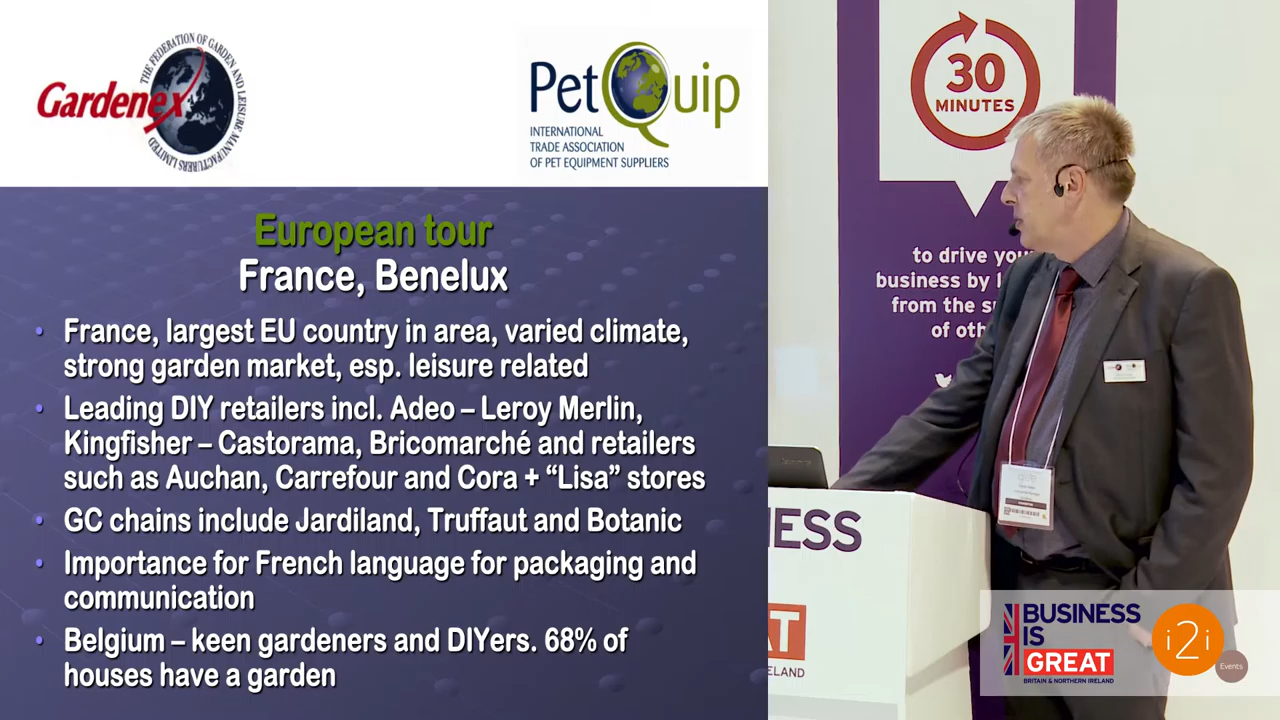 Gardenex
THE FEDERATION OF GARDEN AND LEISURE MANUFACTURERS LIMITED
PetQuip
INTERNATIONAL
TRADE ASSOCIATION
OF PET EQUIPMENT SUPPLIERS
European tour
France, Benelux
• France, largest EU country in area, varied climate,
strong garden market, esp. leisure related
• Leading DIY retailers incl. Adeo – Leroy Merlin,
Kingfisher – Castorama, Bricomarché and retailers
such as Auchan, Carrefour and Cora + “Lisa” stores
• GC chains include Jardiland, Truffaut and Botanic
• Importance for French language for packaging and
communication
• Belgium – keen gardeners and DIYers. 68% of
houses have a garden
30
MINUTES
to drive you
business by l
from the su
of oth
NESS
AT
ELAND
BUSINESS
IS
GREAT
BRITAIN & NORTHERN IRELAND
i2i
Events